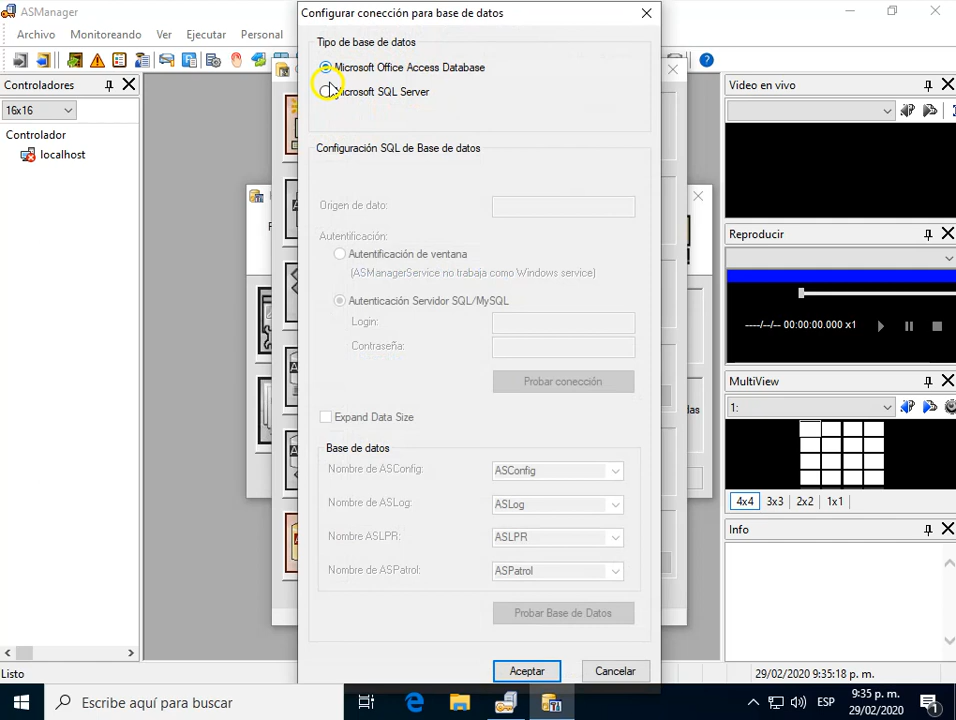 ASManager
Archivo Monitoreando Ver Ejecutar Personal
Controladores
16x16
Controlador
localhost
Configurar conección para base de datos
Tipo de base de datos
Microsoft Office Access Database
Microsoft SQL Server
Configuración SQL de Base de datos
Origen de dato:
Autentificación:
Autentificación de ventana
(ASManagerService no trabaja como Windows service)
Autenticación Servidor SQL/MySQL
Login:
Contraseña:
Probar conección
Expand Data Size
Base de datos
Nombre de ASConfig: ASConfig
Nombre de ASLog: ASLog
Nombre ASLPR: ASLPR
Nombre de ASPatrol: ASPatrol
Probar Base de Datos
Aceptar Cancelar
Video en vivo
Reproducir
----/--/-- 00:00:00.000 x1
MultiView
1:
4x4 3x3 2x2 1x1
Info
Listo
29/02/2020 9:35:18 p. m.
Escribe aquí para buscar
ESP
9:35 p. m.
29/02/2020
1